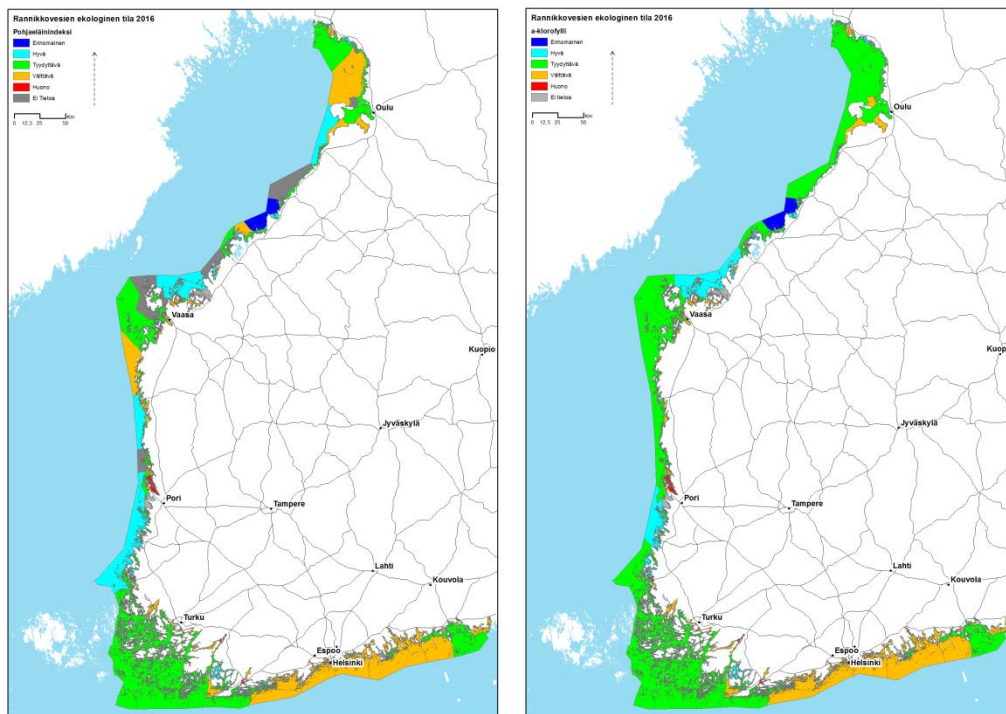 Rannikkovesien ekologinen tila 2016
Pohjaeläinindeksi
Erinomainen
Hyvä
Tyydyttävä
Välttävä
Huono
Ei Tietoa
Km
0 12,5 25 50
Oulu
Vaasa
Kuopio
Jyväskylä
Pori
Tampere
Lahti
Kouvola
Turku
Espoo
Helsinki
Rannikkovesien ekologinen tila 2016
a-klorofylli
Erinomainen
Hyvä
Tyydyttävä
Välttävä
Huono
Ei tietoa
Km
0 12,5 25 50
Oulu
Vaasa
Kuop
Jyväskylä
Pori
Tampere
Lahti
Kouvola
Turku
Espoo
Helsinki